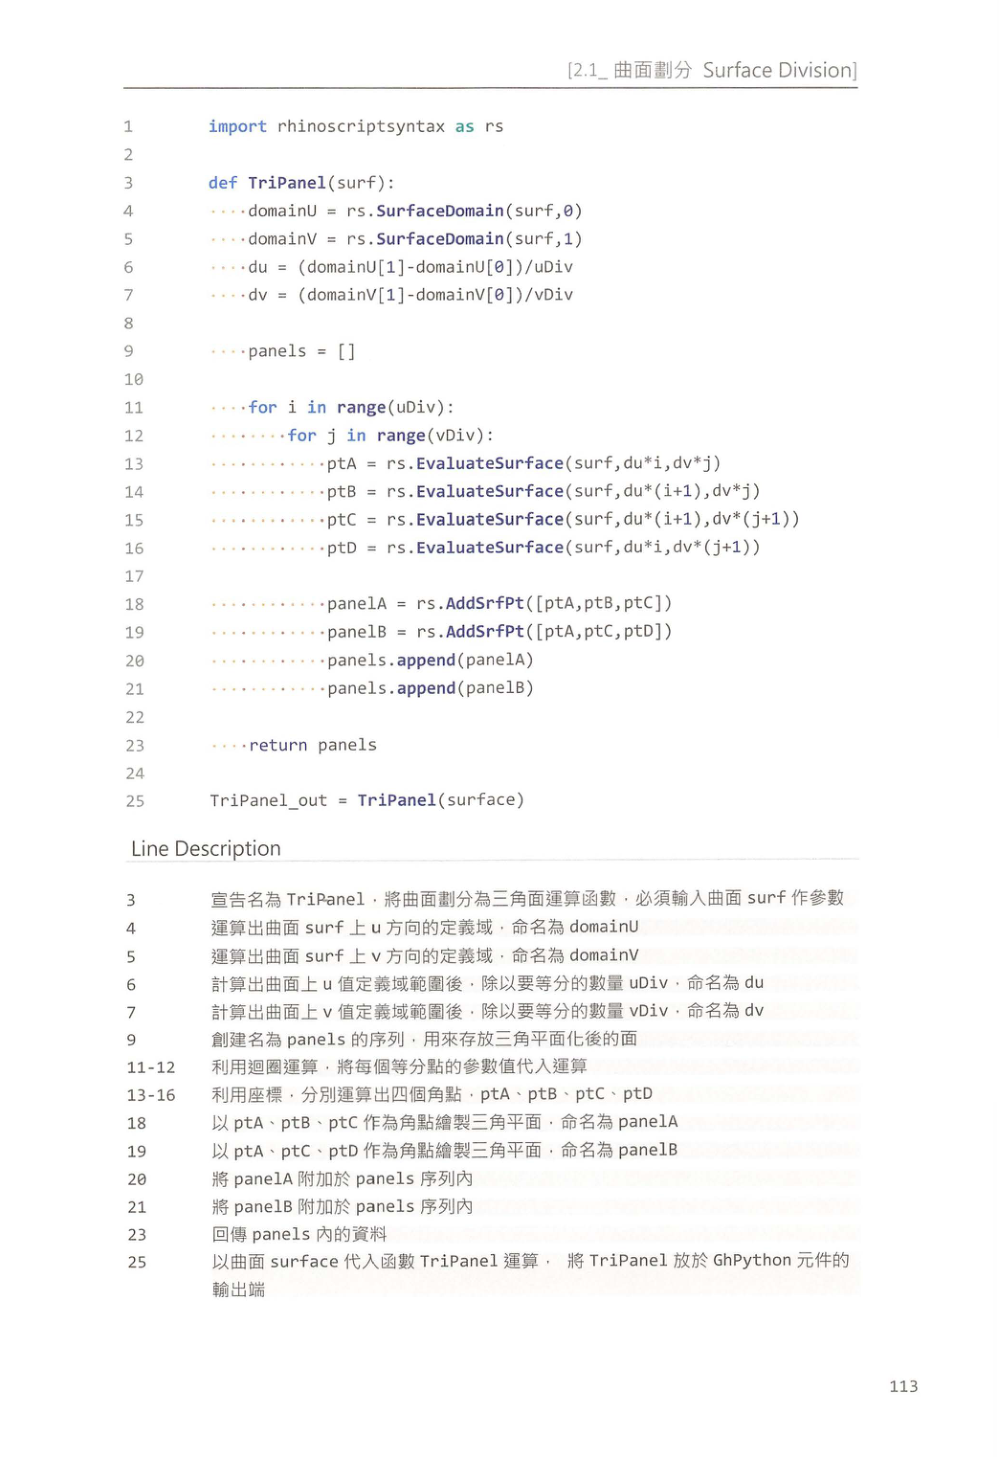 [2.1_ 曲面劃分 Surface Division]
1 import rhinoscriptsyntax as rs
2
3 def TriPanel(surf):
4 ····domainU = rs.SurfaceDomain(surf,0)
5 ····domainV = rs.SurfaceDomain(surf,1)
6 ····du = (domainU[1]-domainU[0])/uDiv
7 ····dv = (domainV[1]-domainV[0])/vDiv
8
9 ····panels = []
10
11 ····for i in range(uDiv):
12 ········for j in range(vDiv):
13 ············ptA = rs.EvaluateSurface(surf,du*i,dv*j)
14 ············ptB = rs.EvaluateSurface(surf,du*(i+1),dv*j)
15 ············ptC = rs.EvaluateSurface(surf,du*(i+1),dv*(j+1))
16 ············ptD = rs.EvaluateSurface(surf,du*i,dv*(j+1))
17
18 ············panelA = rs.AddSrfPt([ptA,ptB,ptC])
19 ············panelB = rs.AddSrfPt([ptA,ptC,ptD])
20 ············panels.append(panelA)
21 ············panels.append(panelB)
22
23 ····return panels
24
25 TriPanel_out = TriPanel(surface)
Line Description
3 宣告名為 TriPanel，將曲面劃分為三角面運算函數，必須輸入曲面 surf 作參數
4 運算出曲面 surf 上 u 方向的定義域，命名為 domainU
5 運算出曲面 surf 上 v 方向的定義域，命名為 domainV
6 計算出曲面上 u 值定義域範圍後，除以要等分的數量 uDiv，命名為 du
7 計算出曲面上 v 值定義域範圍後，除以要等分的數量 vDiv，命名為 dv
9 創建名為 panels 的序列，用來存放三角平面化後的面
11-12 利用迴圈運算，將每個等分點的參數值代入運算
13-16 利用座標，分別運算出四個角點，ptA、ptB、ptC、ptD
18 以 ptA、ptB、ptC 作為角點繪製三角平面，命名為 panelA
19 以 ptA、ptC、ptD 作為角點繪製三角平面，命名為 panelB
20 將 panelA 附加於 panels 序列內
21 將 panelB 附加於 panels 序列內
23 回傳 panels 內的資料
25 以曲面 surface 代入函數 TriPanel 運算， 將 TriPanel 放於 GhPython 元件的
輸出端
113